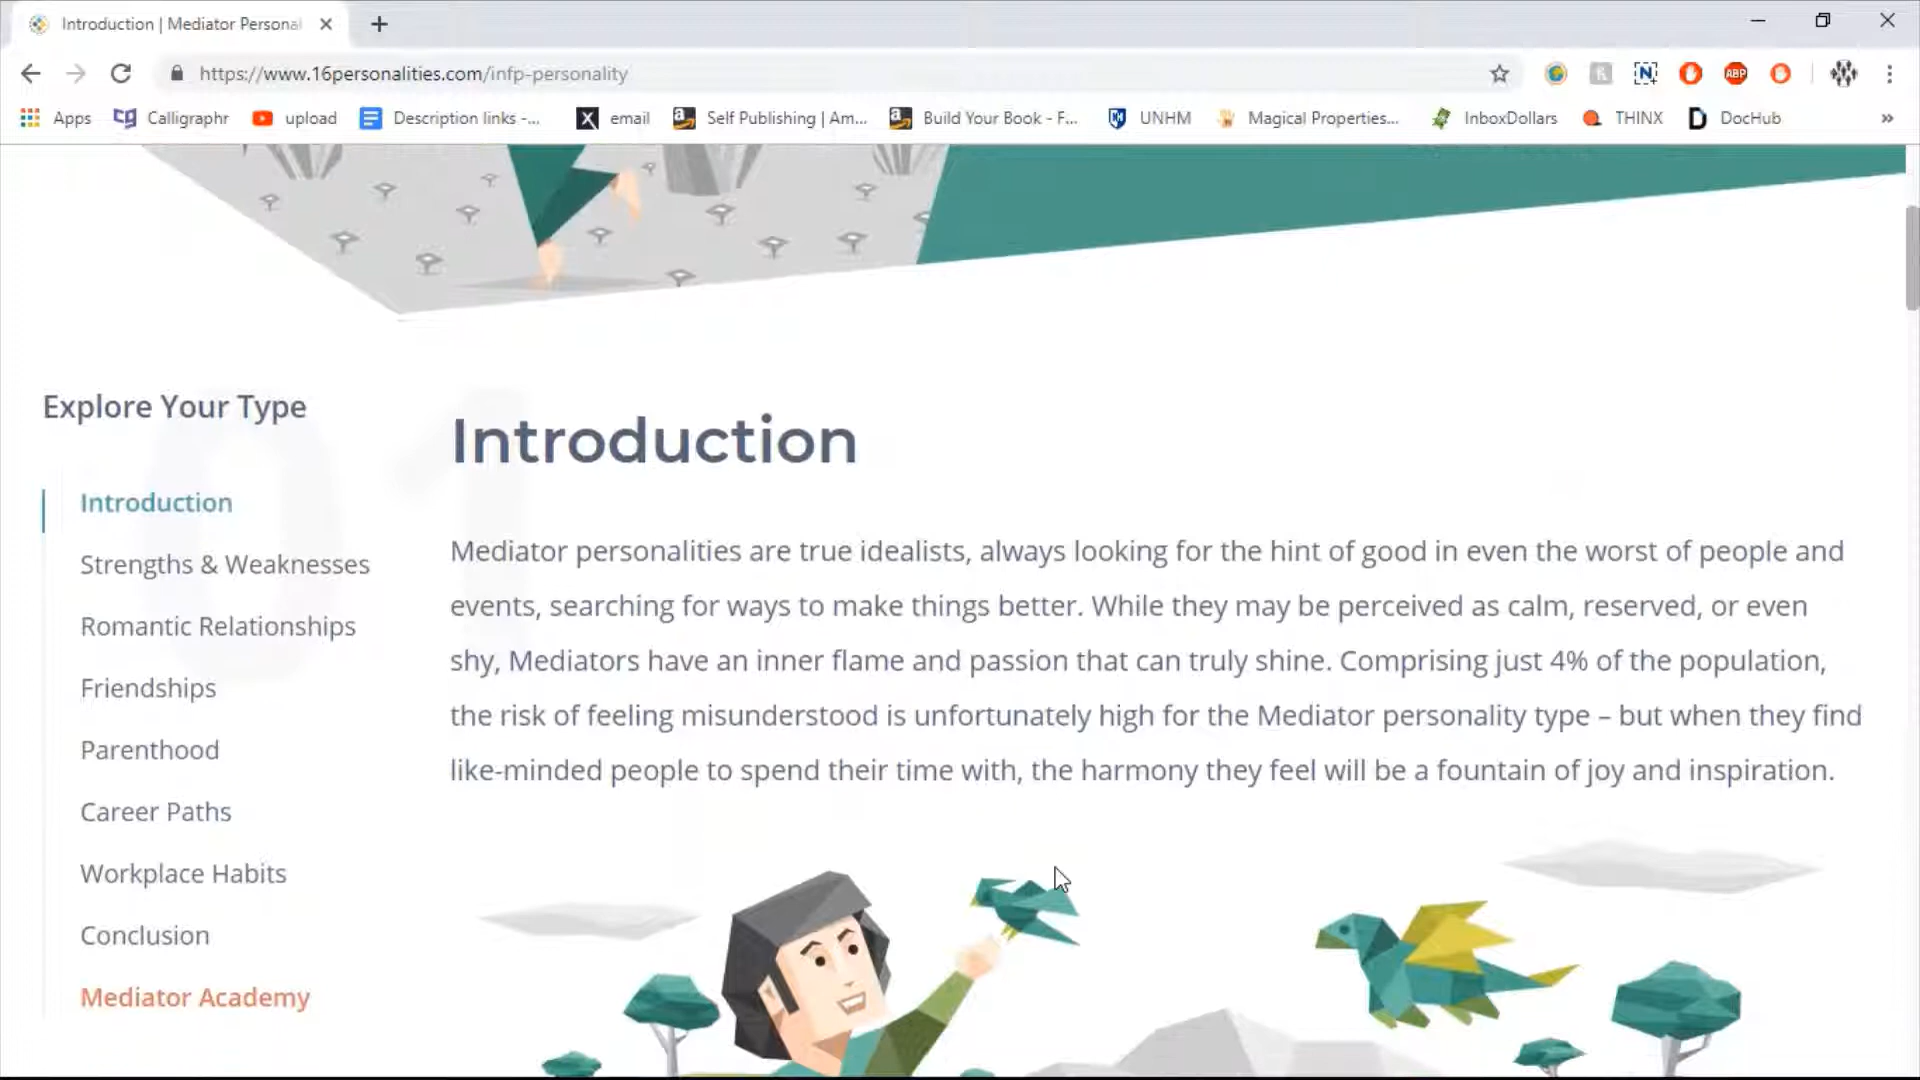 Introduction | Mediator Personal
https://www.16personalities.com/infp-personality
ABP
Apps
Calligraphr
upload
Description links -...
X
email
Self Publishing | Am...
Build Your Book - F...
UNHM
Magical Properties...
InboxDollars
THINX
D
DocHub
»
01
Explore Your Type
Introduction
Strengths & Weaknesses
Romantic Relationships
Friendships
Parenthood
Career Paths
Workplace Habits
Conclusion
Mediator Academy
Introduction
Mediator personalities are true idealists, always looking for the hint of good in even the worst of people and
events, searching for ways to make things better. While they may be perceived as calm, reserved, or even
shy, Mediators have an inner flame and passion that can truly shine. Comprising just 4% of the population,
the risk of feeling misunderstood is unfortunately high for the Mediator personality type – but when they find
like-minded people to spend their time with, the harmony they feel will be a fountain of joy and inspiration.